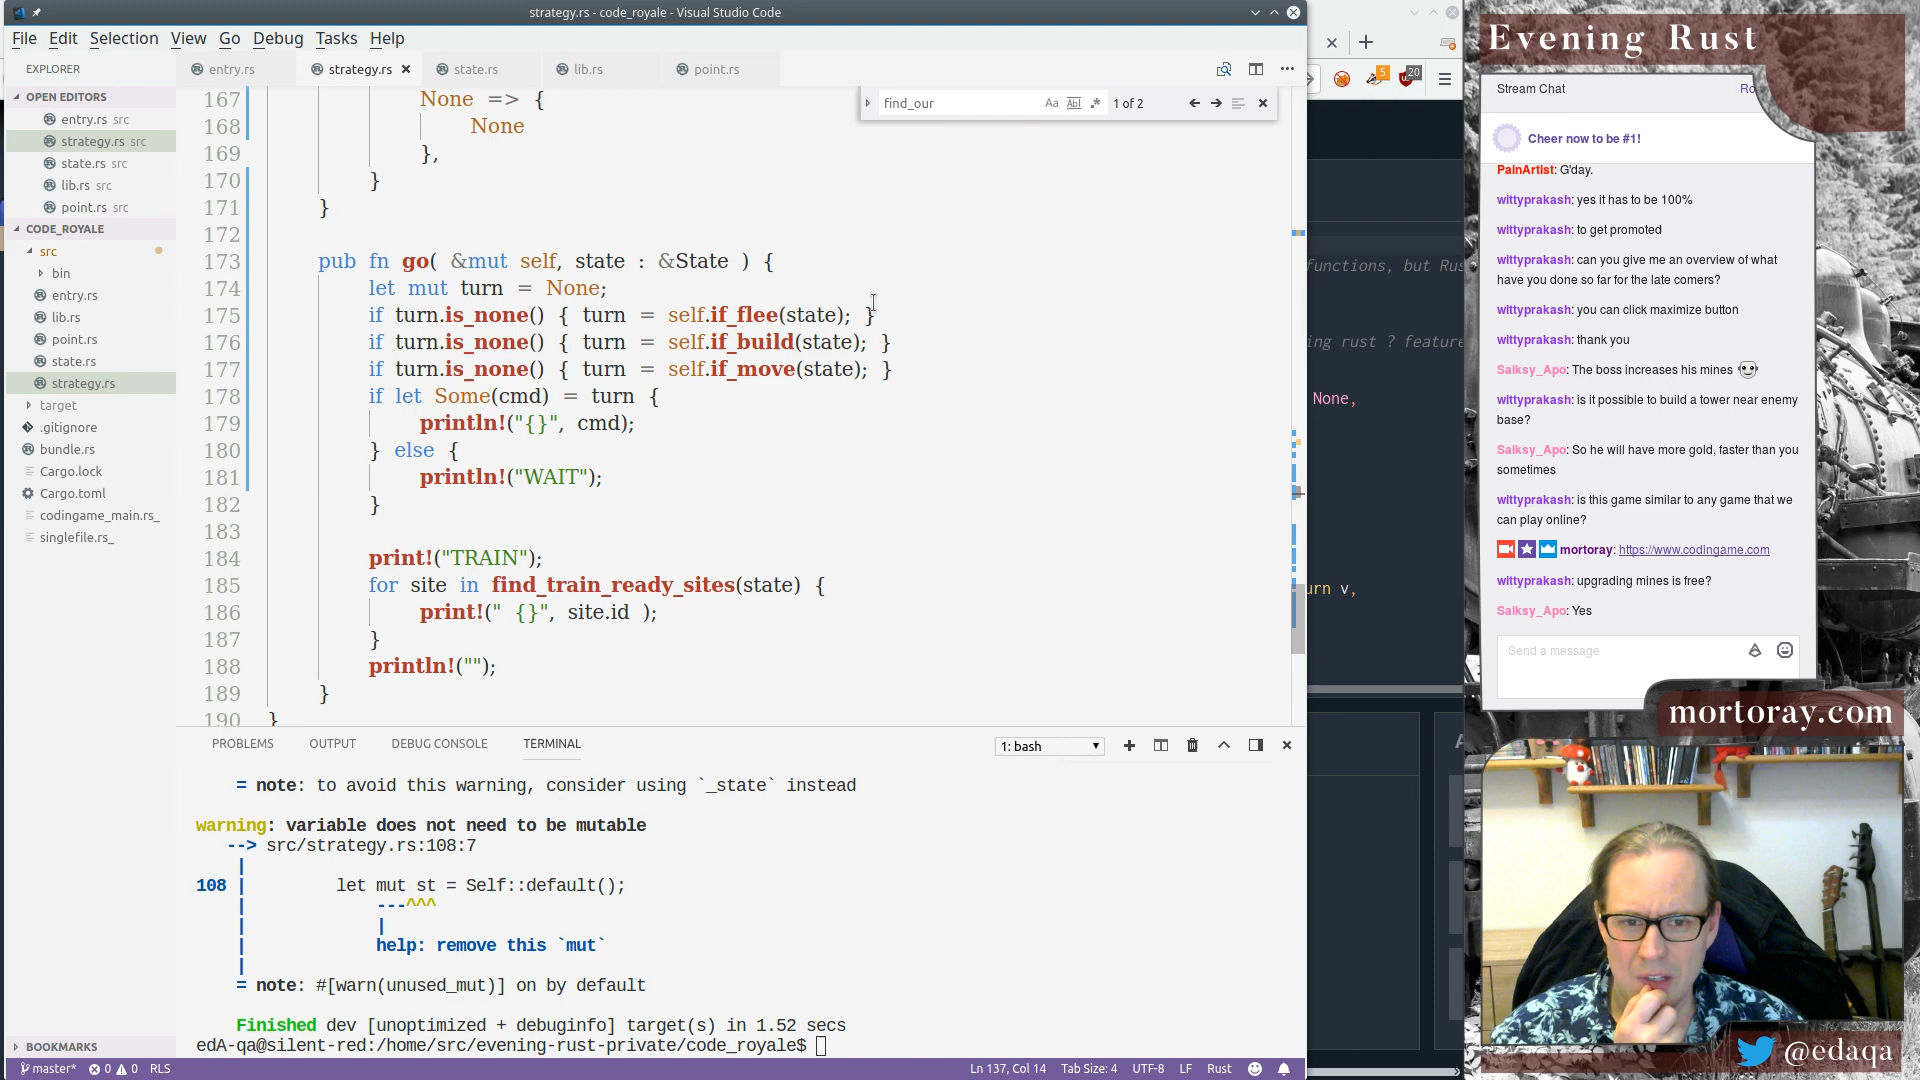 strategy.rs - code_royale - Visual Studio Code
File Edit Selection View Go Debug Tasks Help
EXPLORER
OPEN EDITORS
entry.rs src
strategy.rs src
state.rs src
lib.rs src
point.rs src
CODE_ROYALE
src
bin
entry.rs
lib.rs
point.rs
state.rs
strategy.rs
target
.gitignore
bundle.rs
Cargo.lock
Cargo.toml
codingame_main.rs_
singlefile.rs_
BOOKMARKS
entry.rs strategy.rs state.rs lib.rs point.rs
find_our Aa Abl .* 1 of 2
167 None => {
168 None
169 },
170 }
171 }
172
173 pub fn go( &mut self, state : &State ) {
174 let mut turn = None;
175 if turn.is_none() { turn = self.if_flee(state); }
176 if turn.is_none() { turn = self.if_build(state); }
177 if turn.is_none() { turn = self.if_move(state); }
178 if let Some(cmd) = turn {
179 println!("{}", cmd);
180 } else {
181 println!("WAIT");
182 }
183
184 print!("TRAIN");
185 for site in find_train_ready_sites(state) {
186 print!(" {}", site.id );
187 }
188 println!("");
189 }
190 }
PROBLEMS OUTPUT DEBUG CONSOLE TERMINAL
1: bash
= note: to avoid this warning, consider using `_state` instead
warning: variable does not need to be mutable
--> src/strategy.rs:108:7
|
108 | let mut st = Self::default();
| ---^^^
| |
| help: remove this `mut`
|
= note: #[warn(unused_mut)] on by default
Finished dev [unoptimized + debuginfo] target(s) in 1.52 secs
edA-qa@silent-red:/home/src/evening-rust-private/code_royale$
master* 0 0 RLS
Ln 137, Col 14 Tab Size: 4 UTF-8 LF Rust
5 20
functions, but Rus
ing rust ? feature
None,
urn v,
Evening Rust
Stream Chat Ro
Cheer now to be #1!
PainArtist: G'day.
wittyprakash: yes it has to be 100%
wittyprakash: to get promoted
wittyprakash: can you give me an overview of what
have you done so far for the late comers?
wittyprakash: you can click maximize button
wittyprakash: thank you
Saiksy_Apo: The boss increases his mines
wittyprakash: is it possible to build a tower near enemy
base?
Saiksy_Apo: So he will have more gold, faster than you
sometimes
wittyprakash: is this game similar to any game that we
can play online?
mortoray: https://www.codingame.com
wittyprakash: upgrading mines is free?
Saiksy_Apo: Yes
Send a message
mortoray.com
@edaqa